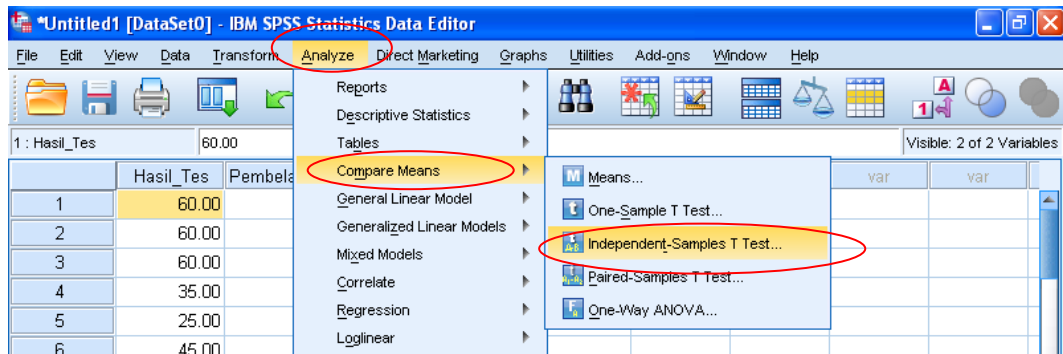 *Untitled1 [DataSet0] - IBM SPSS Statistics Data Editor
File Edit View Data Transform Analyze Direct Marketing Graphs Utilities Add-ons Window Help
1 : Hasil_Tes 60.00 Visible: 2 of 2 Variables
Hasil_Tes Pembela var var
1 60.00
2 60.00
3 60.00
4 35.00
5 25.00
6 45.00
Reports
Descriptive Statistics
Tables
Compare Means
General Linear Model
Generalized Linear Models
Mixed Models
Correlate
Regression
Loglinear
Means...
One-Sample T Test...
Independent-Samples T Test...
Paired-Samples T Test...
One-Way ANOVA...